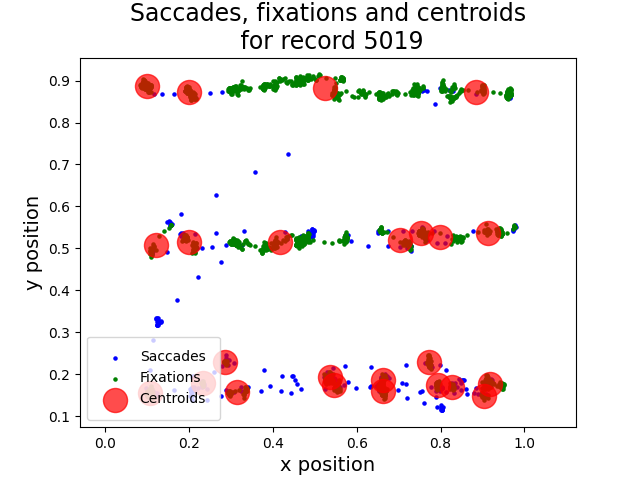 Saccades, fixations and centroids
for record 5019
y position
0.9
0.8
0.7
0.6
0.5
0.4
0.3
0.2
0.1
Saccades
Fixations
Centroids
0.0 0.2 0.4 0.6 0.8 1.0
x position